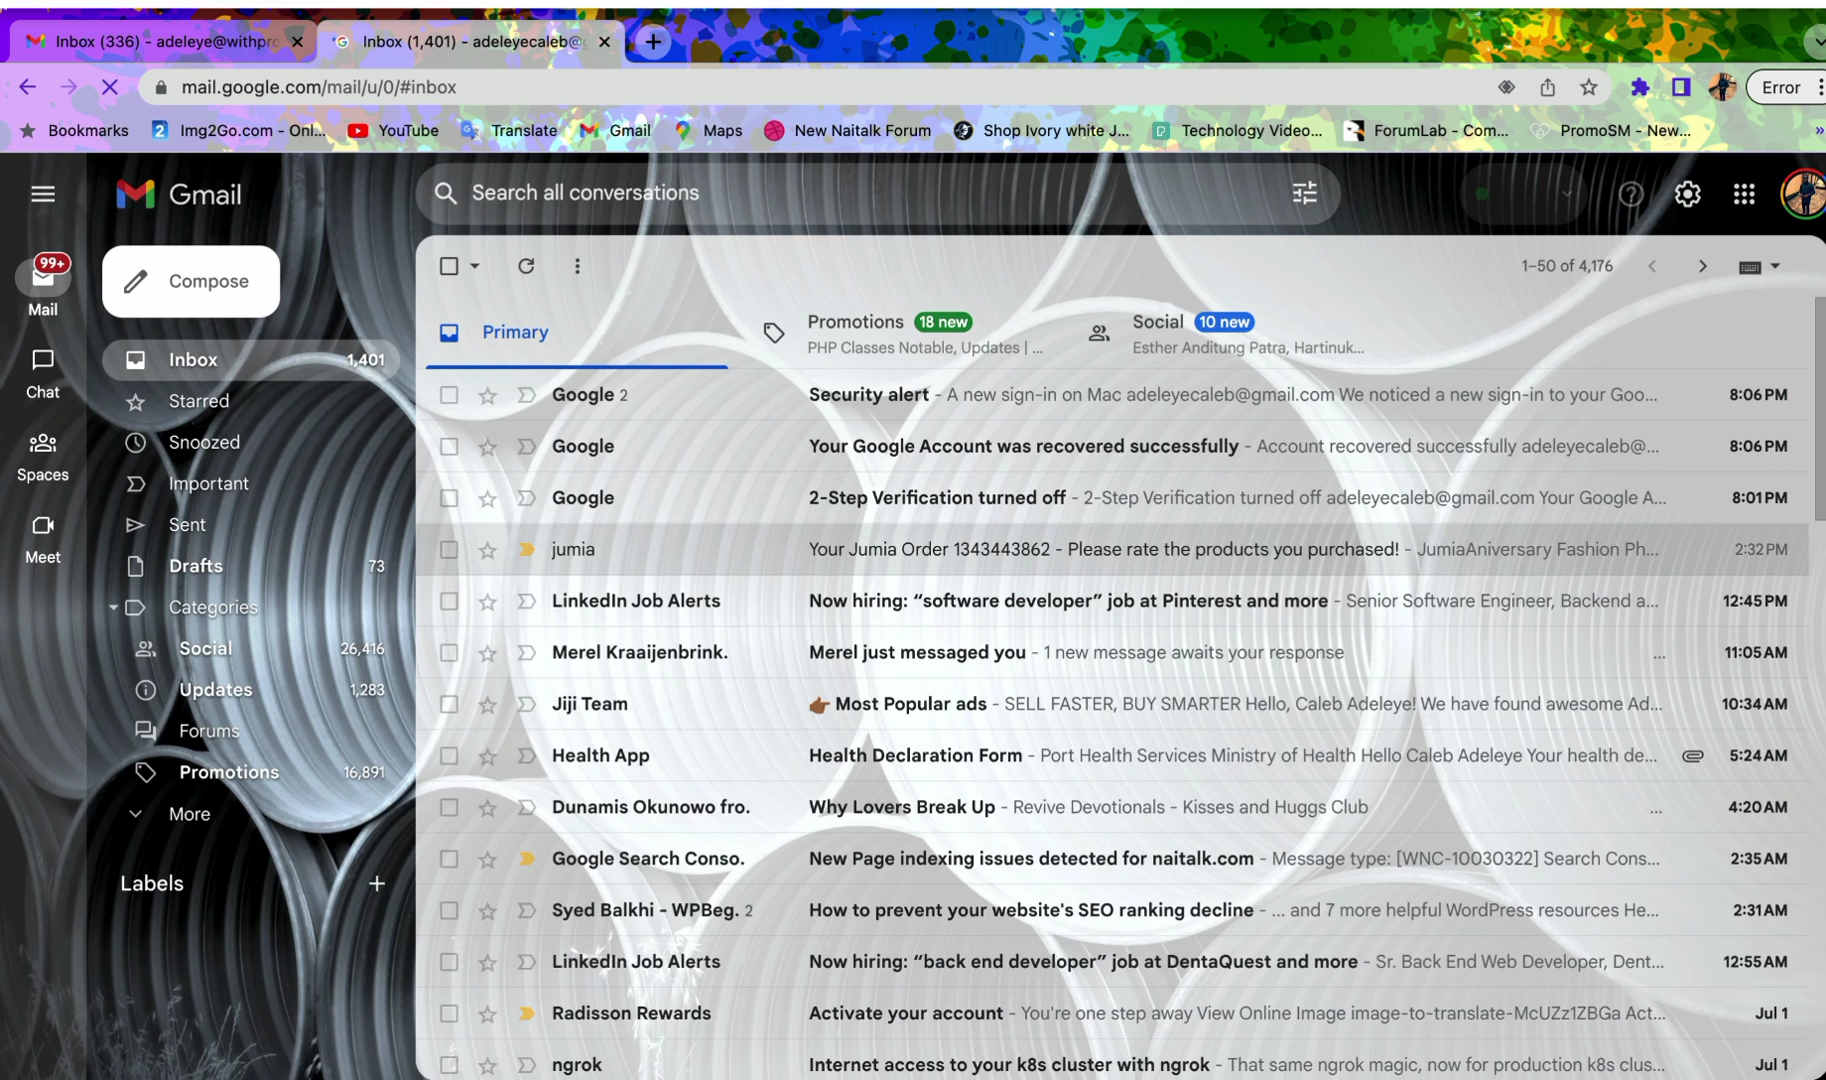 Inbox (336) - adeleye@withpro
Inbox (1,401) - adeleyecaleb@
mail.google.com/mail/u/0/#inbox
Error
Bookmarks
Img2Go.com - Onl...
YouTube
Translate
Gmail
Maps
New Naitalk Forum
Shop Ivory white J...
Technology Video...
ForumLab - Com...
PromoSM - New...
»
Gmail
Search all conversations
99+
Mail
Chat
Spaces
Meet
Compose
Inbox 1,401
Starred
Snoozed
Important
Sent
Drafts 73
Categories
Social 26,416
Updates 1,283
Forums
Promotions 16,891
More
Labels
1–50 of 4,176
Primary
Promotions 18 new
PHP Classes Notable, Updates | ...
Social 10 new
Esther Anditung Patra, Hartinuk...
Google 2 Security alert - A new sign-in on Mac adeleyecaleb@gmail.com We noticed a new sign-in to your Goo... 8:06 PM
Google Your Google Account was recovered successfully - Account recovered successfully adeleyecaleb@... 8:06 PM
Google 2-Step Verification turned off - 2-Step Verification turned off adeleyecaleb@gmail.com Your Google A... 8:01 PM
jumia Your Jumia Order 1343443862 - Please rate the products you purchased! - JumiaAniversary Fashion Ph... 2:32 PM
LinkedIn Job Alerts Now hiring: “software developer” job at Pinterest and more - Senior Software Engineer, Backend a... 12:45 PM
Merel Kraaijenbrink. Merel just messaged you - 1 new message awaits your response ... 11:05 AM
Jiji Team 👉🏾 Most Popular ads - SELL FASTER, BUY SMARTER Hello, Caleb Adeleye! We have found awesome Ad... 10:34 AM
Health App Health Declaration Form - Port Health Services Ministry of Health Hello Caleb Adeleye Your health de... 5:24 AM
Dunamis Okunowo fro. Why Lovers Break Up - Revive Devotionals - Kisses and Huggs Club ... 4:20 AM
Google Search Conso. New Page indexing issues detected for naitalk.com - Message type: [WNC-10030322] Search Cons... 2:35 AM
Syed Balkhi - WPBeg. 2 How to prevent your website's SEO ranking decline - ... and 7 more helpful WordPress resources He... 2:31 AM
LinkedIn Job Alerts Now hiring: “back end developer” job at DentaQuest and more - Sr. Back End Web Developer, Dent... 12:55 AM
Radisson Rewards Activate your account - You're one step away View Online Image image-to-translate-McUZz1ZBGa Act... Jul 1
ngrok Internet access to your k8s cluster with ngrok - That same ngrok magic, now for production k8s clus... Jul 1